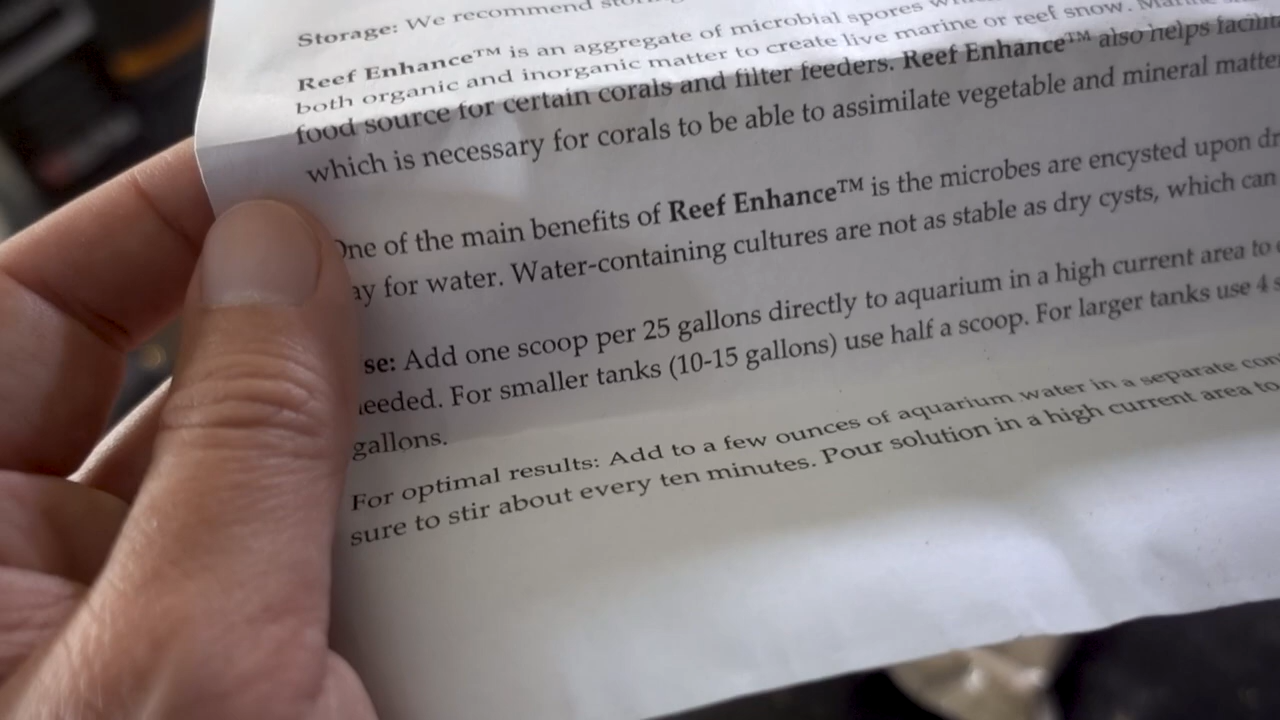 Storage: We recommend
Reef Enhance™ is an aggregate of microbial spores
both organic and inorganic matter to create live marine or reef snow.
food source for certain corals and filter feeders. Reef Enhance™ also helps
which is necessary for corals to be able to assimilate vegetable and mineral
One of the main benefits of Reef Enhance™ is the microbes are encysted upon
ay for water. Water-containing cultures are not as stable as dry cysts, which can
se: Add one scoop per 25 gallons directly to aquarium in a high current area to
eeded. For smaller tanks (10-15 gallons) use half a scoop. For larger tanks use 4
gallons.
For optimal results: Add to a few ounces of aquarium water in a separate
sure to stir about every ten minutes. Pour solution in a high current area to